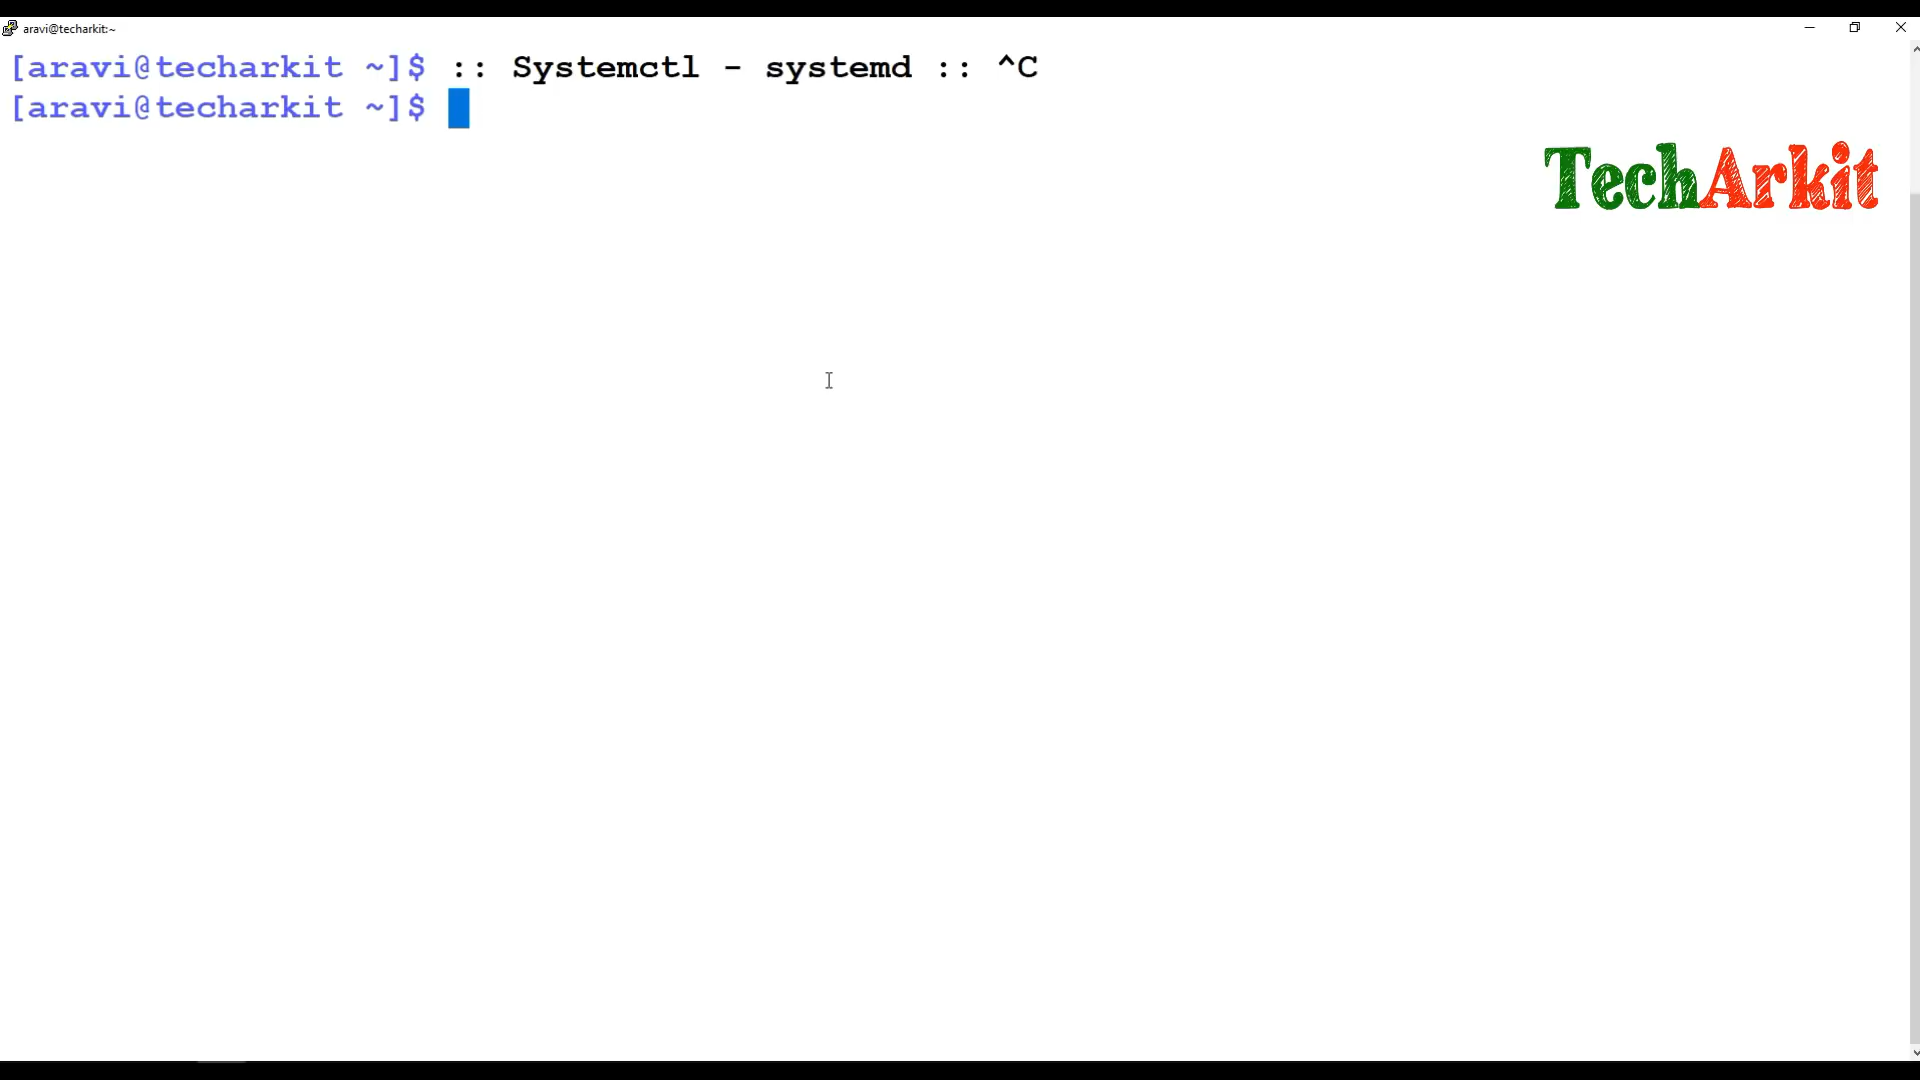 aravi@techarkit:~
[aravi@techarkit ~]$ :: Systemctl - systemd :: ^C
[aravi@techarkit ~]$
TechArkit